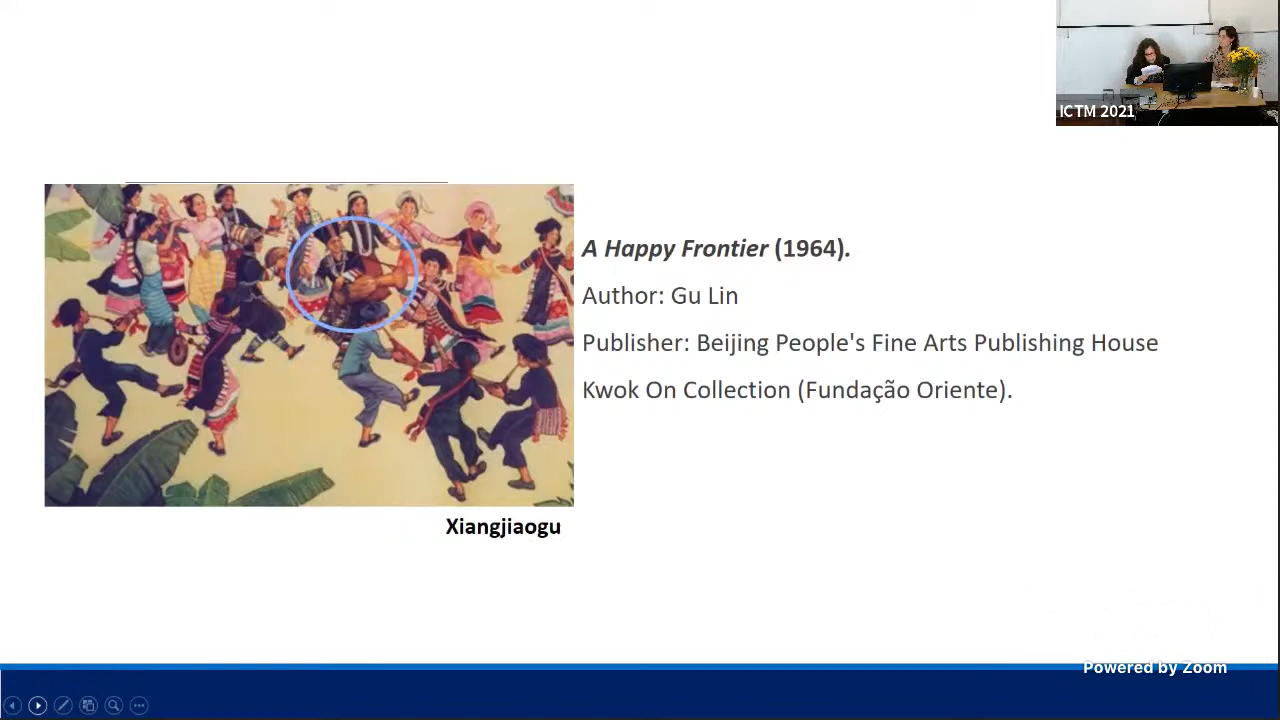 ICTM 2021
A Happy Frontier (1964).
Author: Gu Lin
Publisher: Beijing People's Fine Arts Publishing House
Kwok On Collection (Fundação Oriente).
Xiangjiaogu
Powered by Zoom